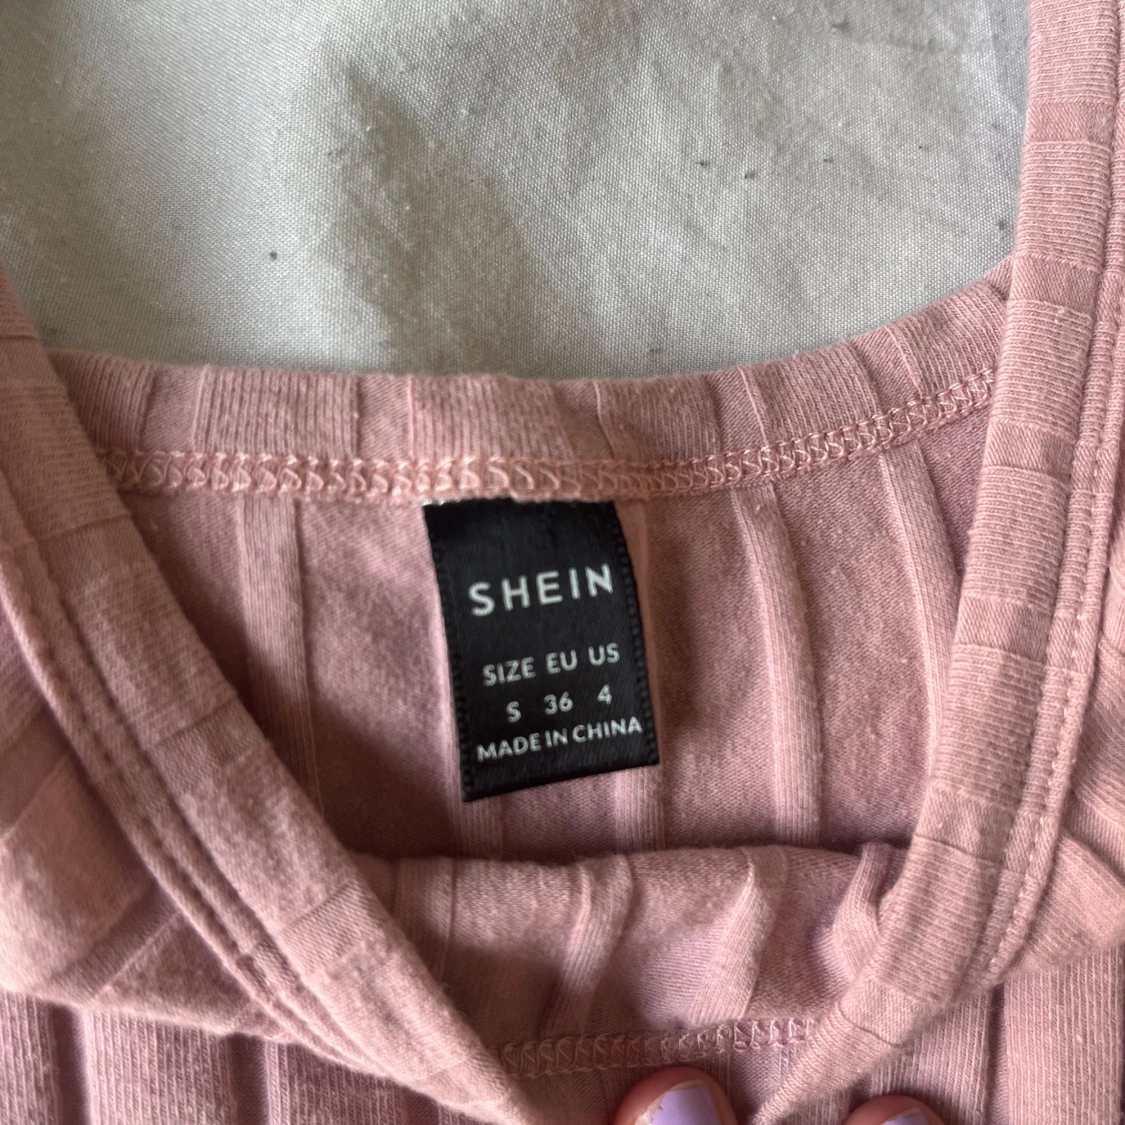 SHEIN
SIZE EU US
S 36 4
MADE IN CHINA